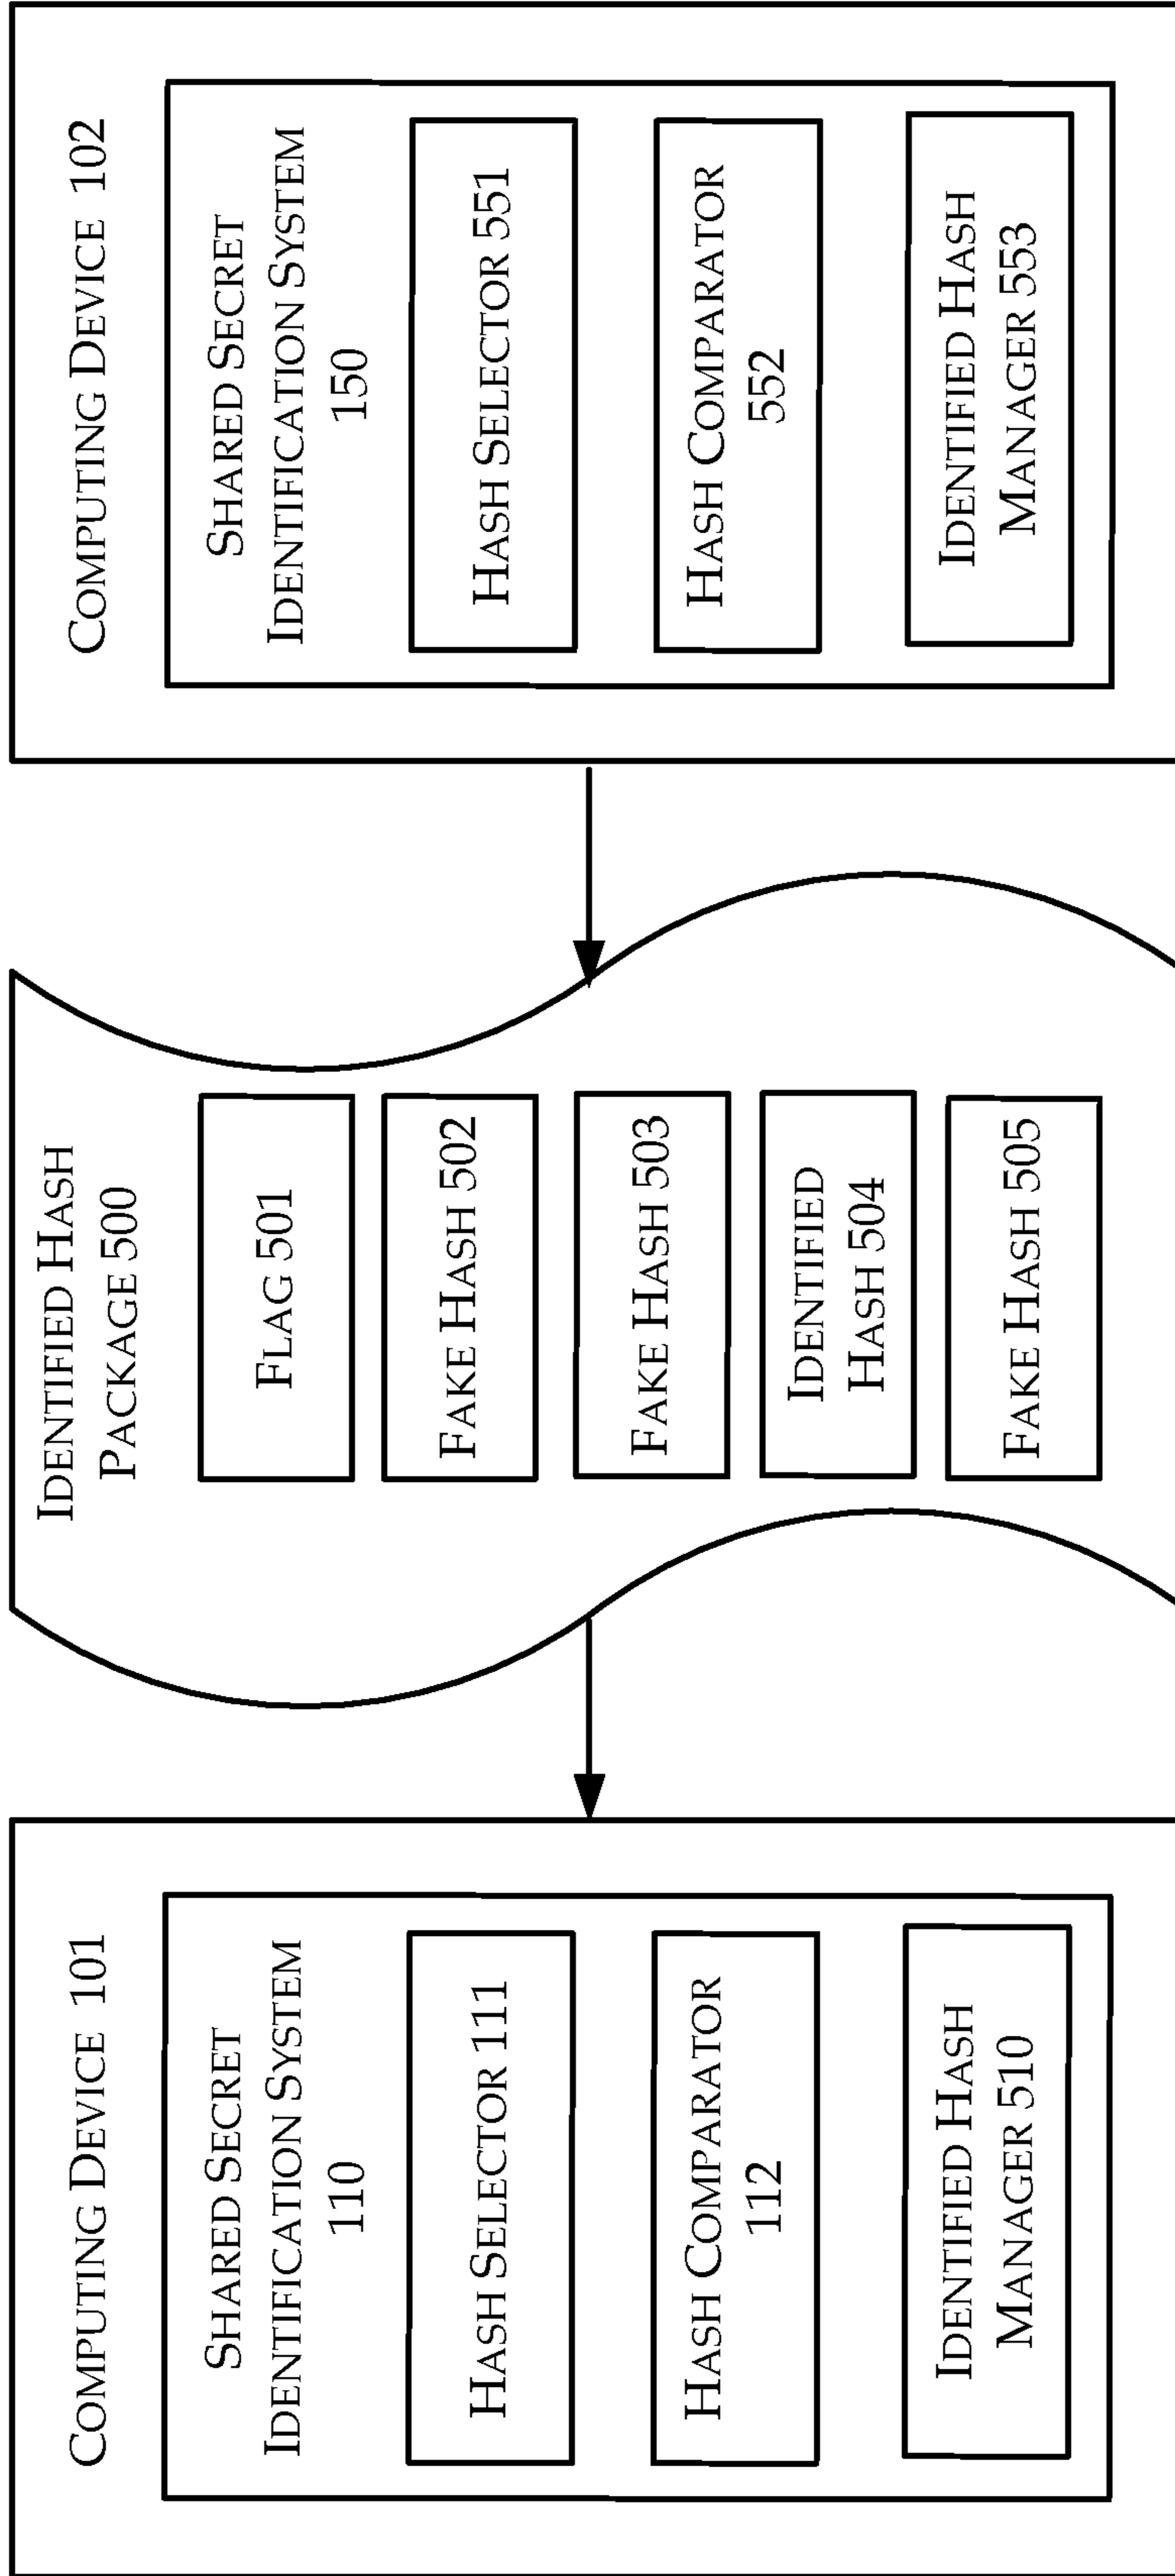 COMPUTING DEVICE 101
SHARED SECRET
IDENTIFICATION SYSTEM
110
HASH SELECTOR 111
HASH COMPARATOR
112
IDENTIFIED HASH
MANAGER 510
IDENTIFIED HASH
PACKAGE 500
FLAG 501
FAKE HASH 502
FAKE HASH 503
IDENTIFIED
HASH 504
FAKE HASH 505
COMPUTING DEVICE 102
SHARED SECRET
IDENTIFICATION SYSTEM
150
HASH SELECTOR 551
HASH COMPARATOR
552
IDENTIFIED HASH
MANAGER 553